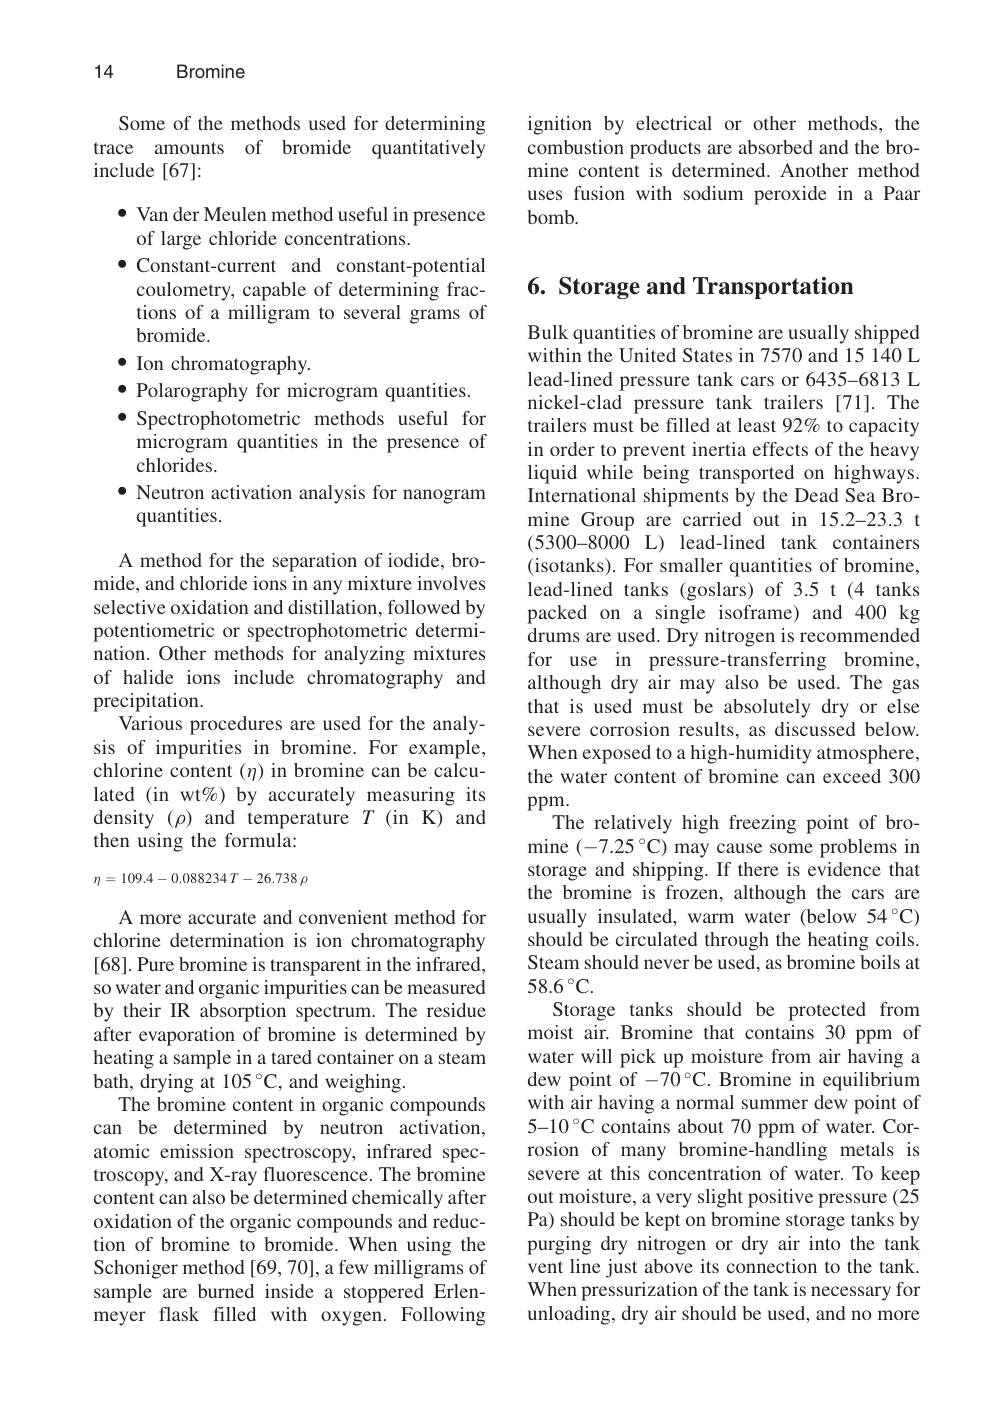 14 Bromine
Some of the methods used for determining
trace amounts of bromide quantitatively
include [67]:
• Van der Meulen method useful in presence
of large chloride concentrations.
• Constant-current and constant-potential
coulometry, capable of determining frac-
tions of a milligram to several grams of
bromide.
• Ion chromatography.
• Polarography for microgram quantities.
• Spectrophotometric methods useful for
microgram quantities in the presence of
chlorides.
• Neutron activation analysis for nanogram
quantities.
A method for the separation of iodide, bro-
mide, and chloride ions in any mixture involves
selective oxidation and distillation, followed by
potentiometric or spectrophotometric determi-
nation. Other methods for analyzing mixtures
of halide ions include chromatography and
precipitation.
Various procedures are used for the analy-
sis of impurities in bromine. For example,
chlorine content (η) in bromine can be calcu-
lated (in wt%) by accurately measuring its
density (ρ) and temperature T (in K) and
then using the formula:
η = 109.4 − 0.088234 T − 26.738 ρ
A more accurate and convenient method for
chlorine determination is ion chromatography
[68]. Pure bromine is transparent in the infrared,
so water and organic impurities can be measured
by their IR absorption spectrum. The residue
after evaporation of bromine is determined by
heating a sample in a tared container on a steam
bath, drying at 105 °C, and weighing.
The bromine content in organic compounds
can be determined by neutron activation,
atomic emission spectroscopy, infrared spec-
troscopy, and X-ray fluorescence. The bromine
content can also be determined chemically after
oxidation of the organic compounds and reduc-
tion of bromine to bromide. When using the
Schoniger method [69, 70], a few milligrams of
sample are burned inside a stoppered Erlen-
meyer flask filled with oxygen. Following
ignition by electrical or other methods, the
combustion products are absorbed and the bro-
mine content is determined. Another method
uses fusion with sodium peroxide in a Paar
bomb.
6. Storage and Transportation
Bulk quantities of bromine are usually shipped
within the United States in 7570 and 15 140 L
lead-lined pressure tank cars or 6435–6813 L
nickel-clad pressure tank trailers [71]. The
trailers must be filled at least 92% to capacity
in order to prevent inertia effects of the heavy
liquid while being transported on highways.
International shipments by the Dead Sea Bro-
mine Group are carried out in 15.2–23.3 t
(5300–8000 L) lead-lined tank containers
(isotanks). For smaller quantities of bromine,
lead-lined tanks (goslars) of 3.5 t (4 tanks
packed on a single isoframe) and 400 kg
drums are used. Dry nitrogen is recommended
for use in pressure-transferring bromine,
although dry air may also be used. The gas
that is used must be absolutely dry or else
severe corrosion results, as discussed below.
When exposed to a high-humidity atmosphere,
the water content of bromine can exceed 300
ppm.
The relatively high freezing point of bro-
mine (−7.25 °C) may cause some problems in
storage and shipping. If there is evidence that
the bromine is frozen, although the cars are
usually insulated, warm water (below 54 °C)
should be circulated through the heating coils.
Steam should never be used, as bromine boils at
58.6 °C.
Storage tanks should be protected from
moist air. Bromine that contains 30 ppm of
water will pick up moisture from air having a
dew point of −70 °C. Bromine in equilibrium
with air having a normal summer dew point of
5–10 °C contains about 70 ppm of water. Cor-
rosion of many bromine-handling metals is
severe at this concentration of water. To keep
out moisture, a very slight positive pressure (25
Pa) should be kept on bromine storage tanks by
purging dry nitrogen or dry air into the tank
vent line just above its connection to the tank.
When pressurization of the tank is necessary for
unloading, dry air should be used, and no more